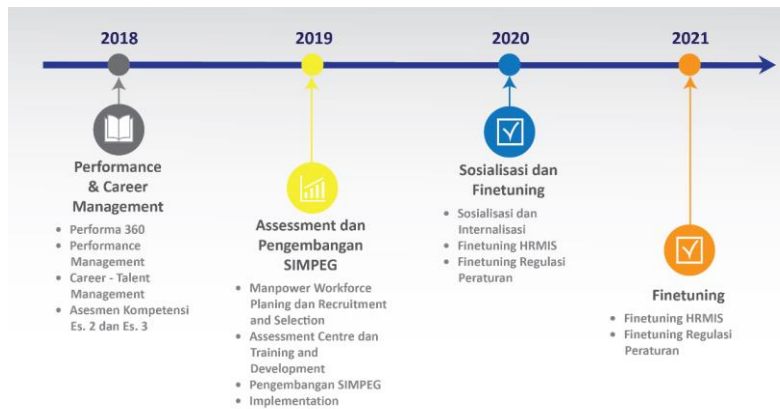 2018
2019
2020
2021
Performance
& Career
Management
• Performa 360
• Performance
Management
• Career - Talent
Management
• Asesmen Kompetensi
Es. 2 dan Es. 3
Assessment dan
Pengembangan
SIMPEG
• Manpower Workforce
Planing dan Recruitment
and Selection
• Assessment Centre dan
Training and
Development
• Pengembangan SIMPEG
• Implementation
Sosialisasi dan
Finetuning
• Sosialisasi dan
Internalisasi
• Finetuning HRMIS
• Finetuning Regulasi
Peraturan
Finetuning
• Finetuning HRMIS
• Finetuning Regulasi
Peraturan